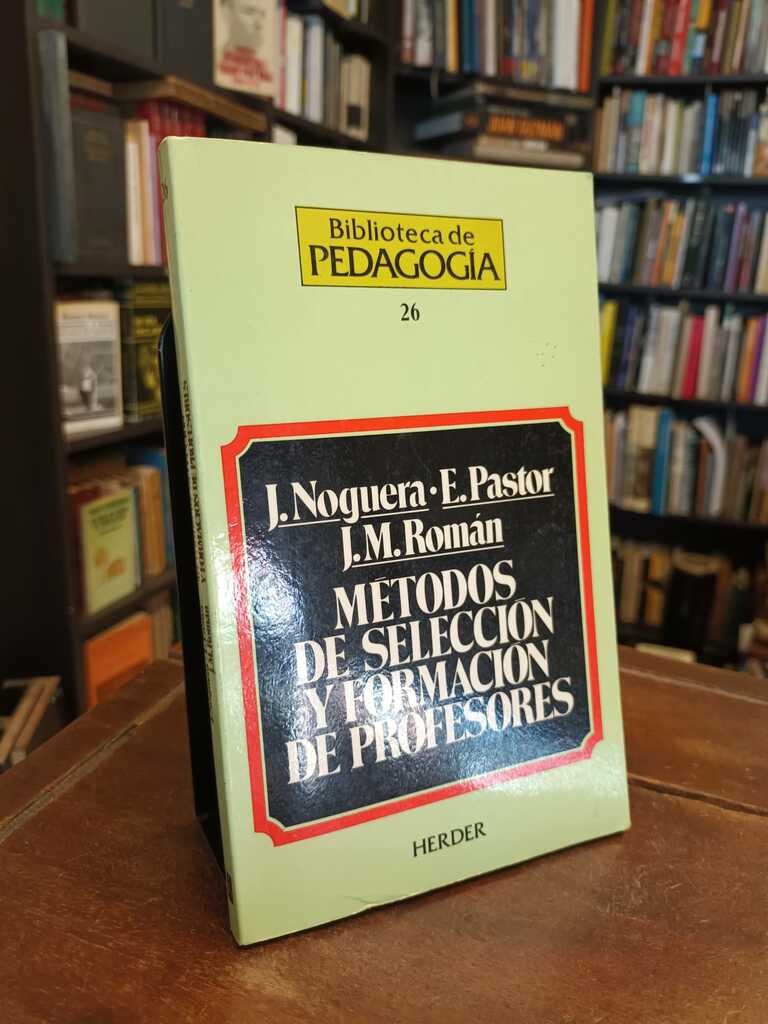 Biblioteca de
PEDAGOGÍA
26
J. Noguera · E. Pastor
J. M. Román
MÉTODOS
DE SELECCIÓN
Y FORMACIÓN
DE PROFESORES
HERDER